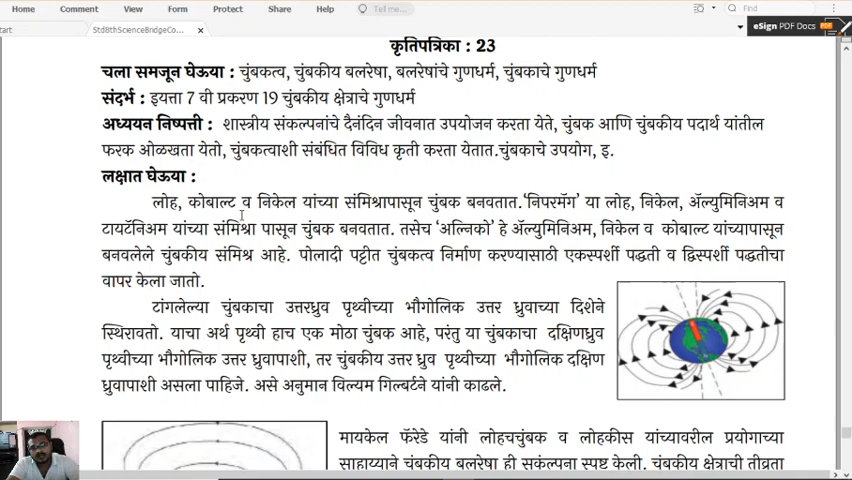 Home Comment View Form Protect Share Help Tell me... Find
tart StdBthScienceBridgeCo... × eSign PDF Docs
कृतिपत्रिका : 23
चला समजून घेऊया : चुंबकत्व, चुंबकीय बलरेषा, बलरेषांचे गुणधर्म, चुंबकाचे गुणधर्म
संदर्भ : इयत्ता 7 वी प्रकरण 19 चुंबकीय क्षेत्राचे गुणधर्म
अध्ययन निष्पत्ती : शास्त्रीय संकल्पनांचे दैनंदिन जीवनात उपयोजन करता येते, चुंबक आणि चुंबकीय पदार्थ यांतील
फरक ओळखता येतो, चुंबकत्वाशी संबंधित विविध कृती करता येतात.चुंबकाचे उपयोग, इ.
लक्षात घेऊया :
लोह, कोबाल्ट व निकेल यांच्या संमिश्रापासून चुंबक बनवतात.‘निपरमॅग’ या लोह, निकेल, ॲल्युमिनिअम व
टायटॅनिअम यांच्या संमिश्रा पासून चुंबक बनवतात. तसेच ‘अल्निको’ हे ॲल्युमिनिअम, निकेल व कोबाल्ट यांच्यापासून
बनवलेले चुंबकीय संमिश्र आहे. पोलादी पट्टीत चुंबकत्व निर्माण करण्यासाठी एकस्पर्शी पद्धती व द्विस्पर्शी पद्धतीचा
वापर केला जातो.
टांगलेल्या चुंबकाचा उत्तरध्रुव पृथ्वीच्या भौगोलिक उत्तर ध्रुवाच्या दिशेने
स्थिरावतो. याचा अर्थ पृथ्वी हाच एक मोठा चुंबक आहे, परंतु या चुंबकाचा दक्षिणध्रुव
पृथ्वीच्या भौगोलिक उत्तर ध्रुवापाशी, तर चुंबकीय उत्तर ध्रुव पृथ्वीच्या भौगोलिक दक्षिण
ध्रुवापाशी असला पाहिजे. असे अनुमान विल्यम गिल्बर्टने यांनी काढले.
मायकेल फॅरेडे यांनी लोहचचुंबक व लोहकीस यांच्यावरील प्रयोगाच्या
साहाय्याने चुंबकीय बलरेषा ही संकल्पना स्पष्ट केली. चुंबकीय क्षेत्राची तीव्रता